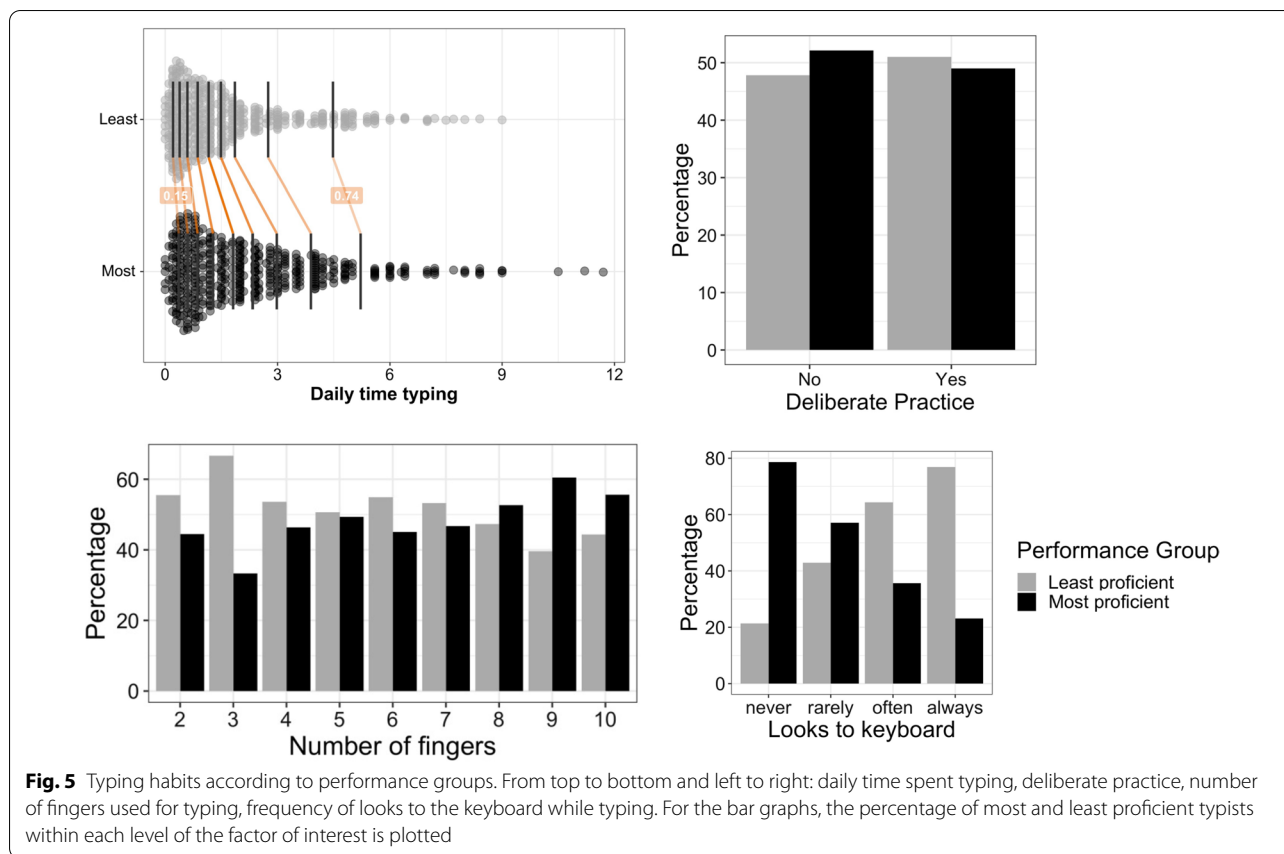 Least
Most
0.15
0.74
0 3 6 9 12
Daily time typing
Percentage
50
40
30
20
10
0
No Yes
Deliberate Practice
Percentage
60
40
20
0
2 3 4 5 6 7 8 9 10
Number of fingers
Percentage
80
60
40
20
0
never rarely often always
Looks to keyboard
Performance Group
Least proficient
Most proficient
Fig. 5 Typing habits according to performance groups. From top to bottom and left to right: daily time spent typing, deliberate practice, number
of fingers used for typing, frequency of looks to the keyboard while typing. For the bar graphs, the percentage of most and least proficient typists
within each level of the factor of interest is plotted